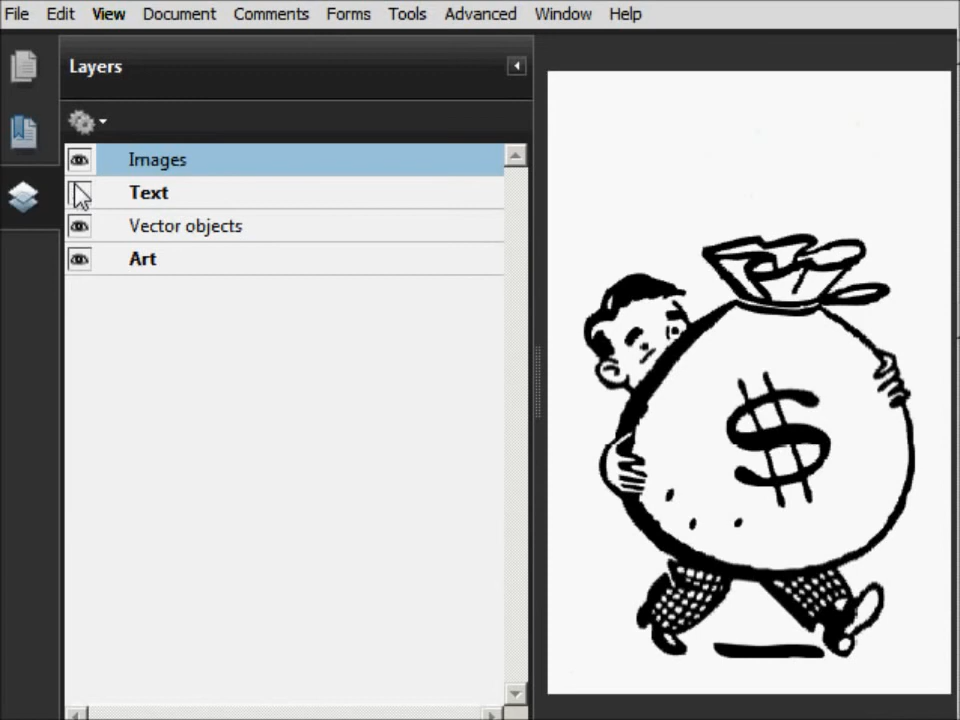 File Edit View Document Comments Forms Tools Advanced Window Help
Layers
Images
Text
Vector objects
Art
$